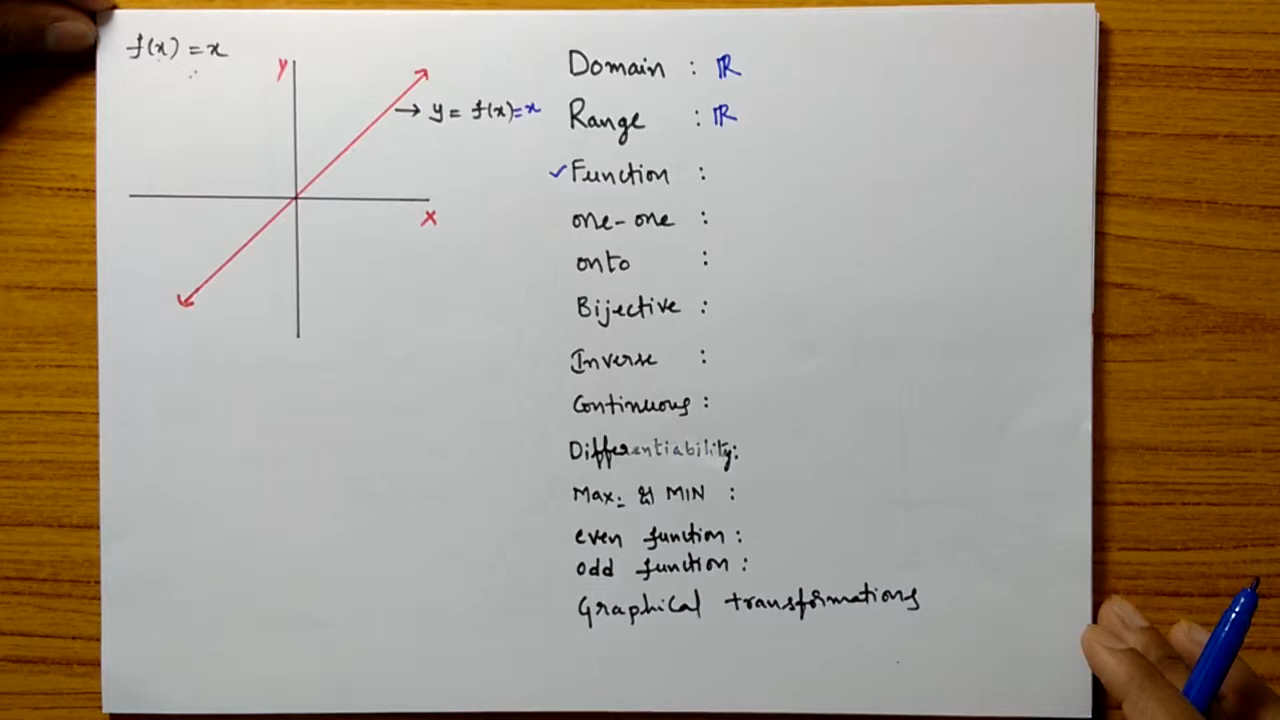 f(x) = x
y
→ y = f(x)=x
x
Domain : ℝ
Range : ℝ
✓Function :
one-one :
onto :
Bijective :
Inverse :
Continuous :
Differentiability:
Max. & MIN :
even function :
odd function :
Graphical transformations